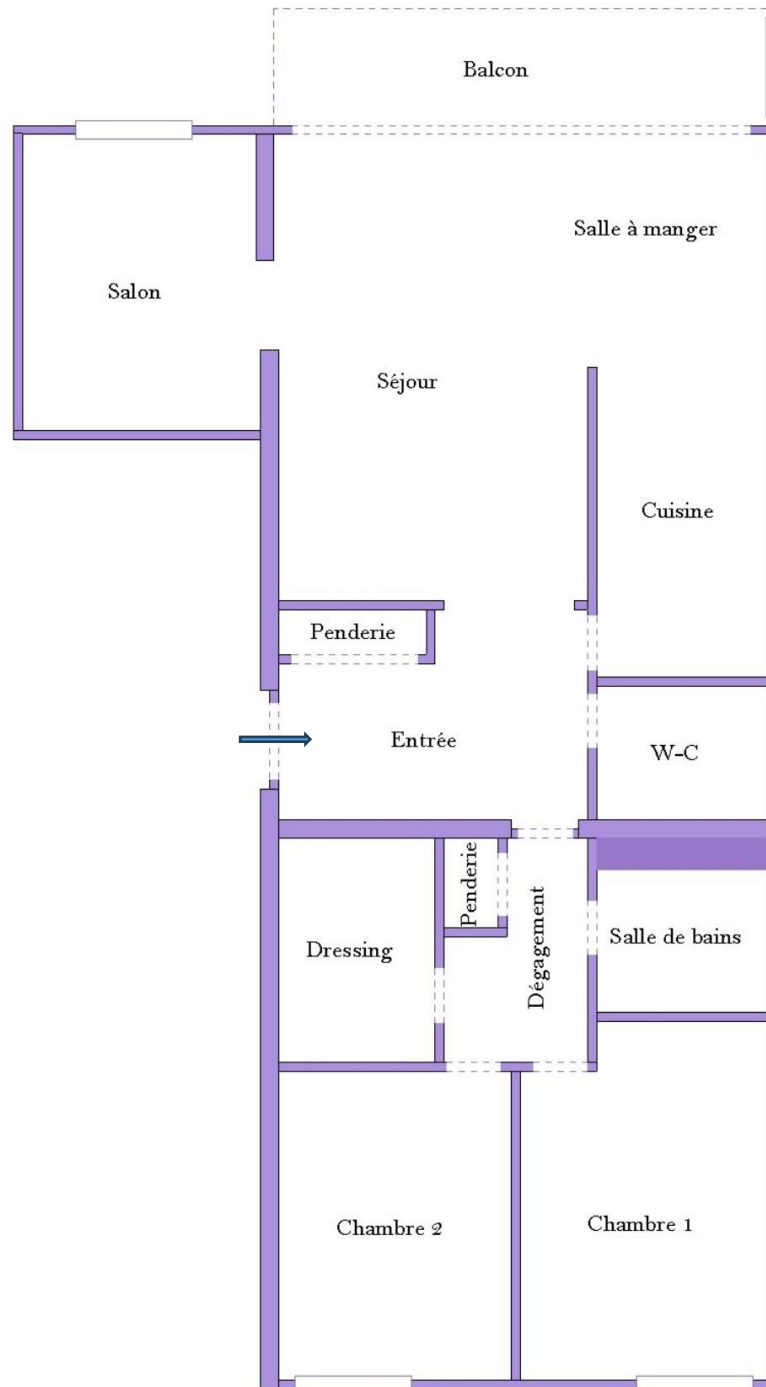 Balcon
Salle à manger
Salon
Séjour
Cuisine
Penderie
Entrée
W-C
Penderie
Dégagement
Salle de bains
Dressing
Chambre 2
Chambre 1